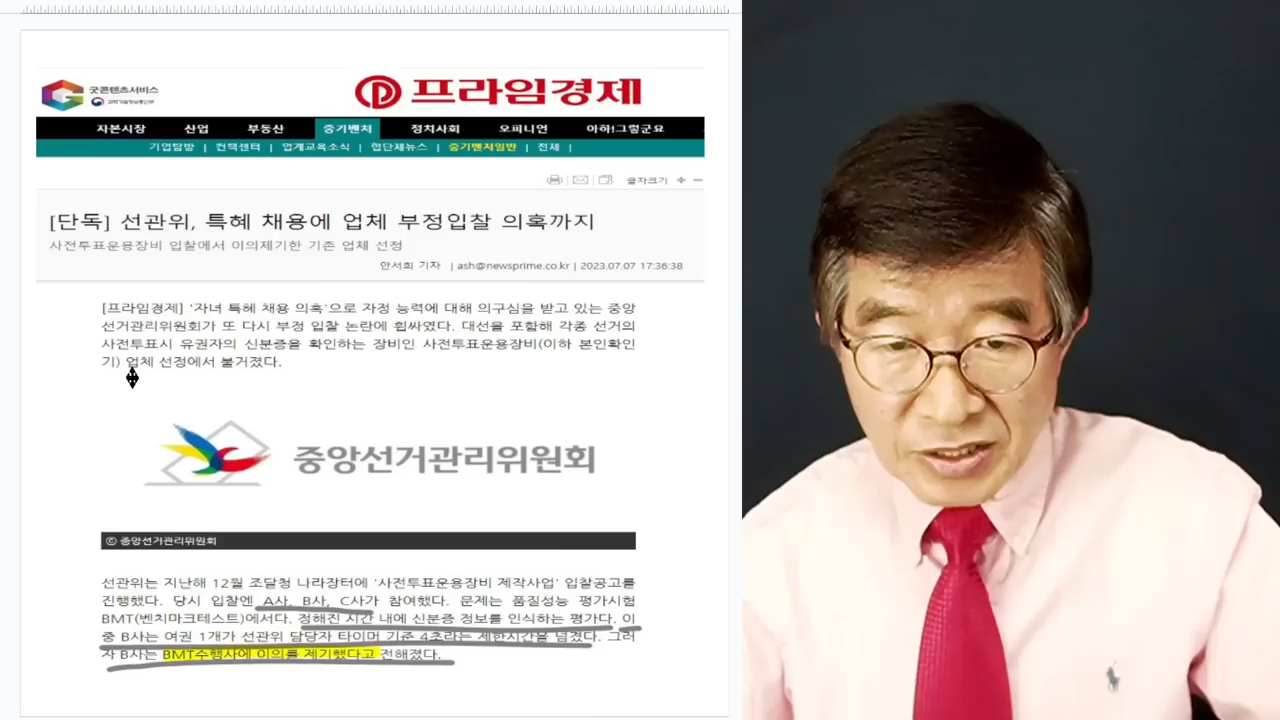 굿콘텐츠서비스
과학기술정보통신부
프라임경제
자본시장 산업 부동산 중기벤처 정치사회 오피니언 아하!그렇군요
기업탐방 | 컨택센터 | 업계교육소식 | 협단체뉴스 | 중기벤처일반 | 전체 |
글자크기 + -
[단독] 선관위, 특혜 채용에 업체 부정입찰 의혹까지
사전투표운용장비 입찰에서 이의제기한 기존 업체 선정
안서희 기자 | ash@newsprime.co.kr | 2023.07.07 17:36:38
[프라임경제] '자녀 특혜 채용 의혹'으로 자정 능력에 대해 의구심을 받고 있는 중앙
선거관리위원회가 또 다시 부정 입찰 논란에 휩싸였다. 대선을 포함해 각종 선거의
사전투표시 유권자의 신분증을 확인하는 장비인 사전투표운용장비(이하 본인확인
기) 업체 선정에서 불거졌다.
중앙선거관리위원회
© 중앙선거관리위원회
선관위는 지난해 12월 조달청 나라장터에 '사전투표운용장비 제작사업' 입찰공고를
진행했다. 당시 입찰엔 A사, B사, C사가 참여했다. 문제는 품질성능 평가시험
BMT(벤치마크테스트)에서다. 정해진 시간 내에 신분증 정보를 인식하는 평가다. 이
중 B사는 여권 1개가 선관위 담당자 타이머 기준 4초라는 제한시간을 넘겼다. 그러
자 B사는 BMT수행사에 이의를 제기했다고 전해졌다.